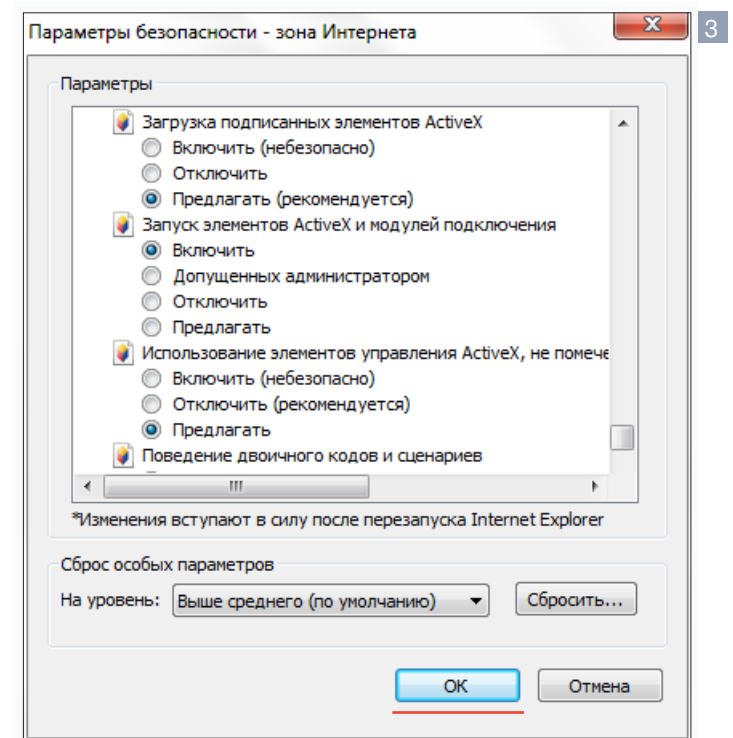 Параметры безопасности - зона Интернета
3
Параметры
Загрузка подписанных элементов ActiveX
Включить (небезопасно)
Отключить
Предлагать (рекомендуется)
Запуск элементов ActiveX и модулей подключения
Включить
Допущенных администратором
Отключить
Предлагать
Использование элементов управления ActiveX, не помече
Включить (небезопасно)
Отключить (рекомендуется)
Предлагать
Поведение двоичного кодов и сценариев
*Изменения вступают в силу после перезапуска Internet Explorer
Сброс особых параметров
На уровень: Выше среднего (по умолчанию) Сбросить...
ОК Отмена